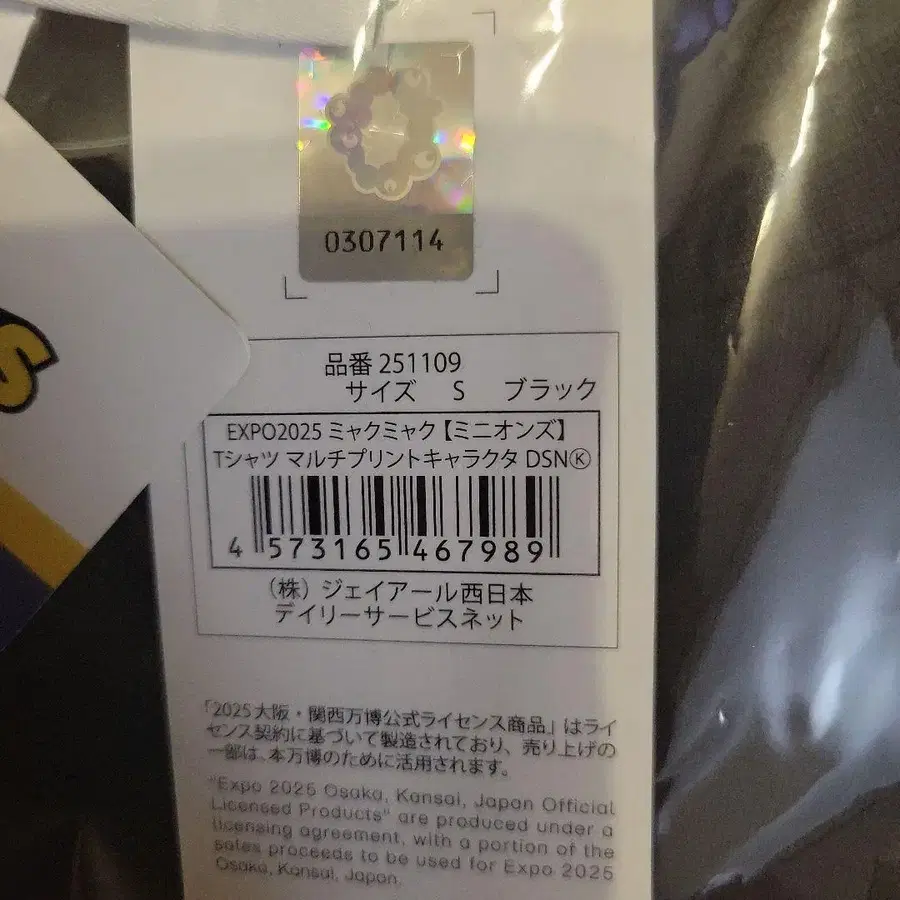 0307114
S
品番 251109
サイズ S ブラック
EXPO2025 ミャクミャク【ミニオンズ】
Tシャツ マルチプリントキャラクタ DSNⓀ
4 573165 467989
（株）ジェイアール西日本
デイリーサービスネット
「2025大阪・関西万博公式ライセンス商品」はライ
センス契約に基づいて製造されており、売り上げの
一部は、本万博のために活用されます。
"Expo 2025 Osaka, Kansai, Japan Official
Licensed Products" are produced under a
licensing agreement, with a portion of the
sales proceeds to be used for Expo 2025
Osaka, Kansai, Japan.